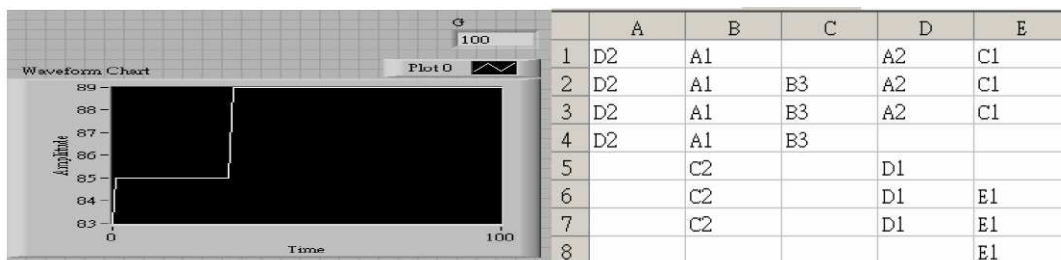 G
100
Waveform Chart
Plot 0
Amplitude
89
88
87
86
85
84
83
0 100
Time
A B C D E
1 D2 A1 A2 C1
2 D2 A1 B3 A2 C1
3 D2 A1 B3 A2 C1
4 D2 A1 B3
5 C2 D1
6 C2 D1 E1
7 C2 D1 E1
8 E1